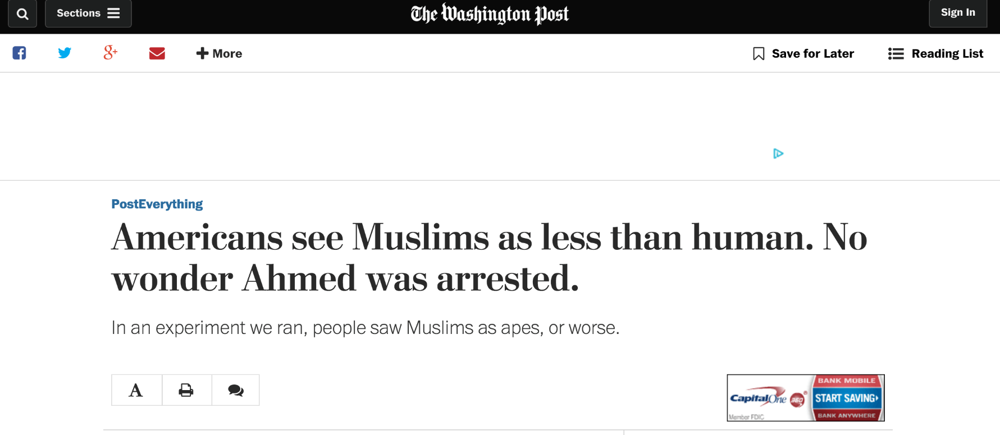 Sections
The Washington Post
Sign In
More
Save for Later
Reading List
PostEverything
Americans see Muslims as less than human. No
wonder Ahmed was arrested.
In an experiment we ran, people saw Muslims as apes, or worse.
A
CapitalOne 360®
Member FDIC
BANK MOBILE
START SAVING
BANK ANYWHERE